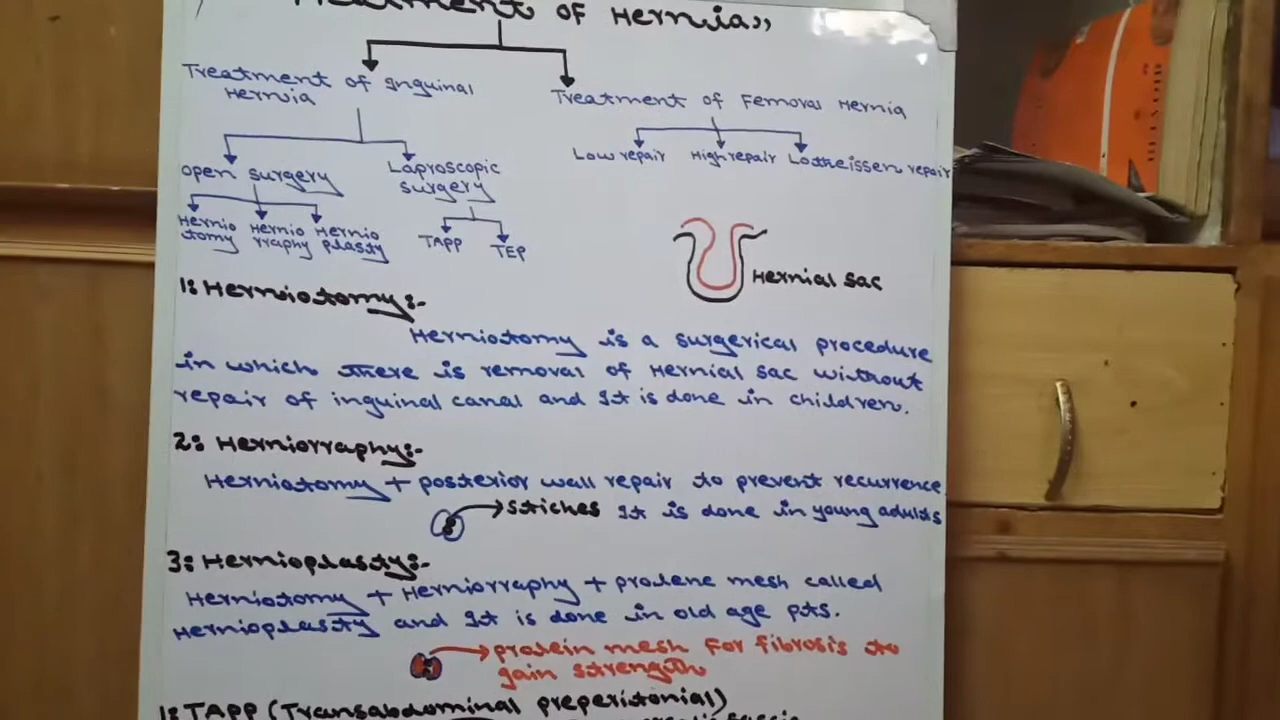 Treatment of Hernia,,
Treatment of Inguinal
Hernia
Treatment of Femoral Hernia
Open surgery
Laproscopic
surgery
Low repair
High repair
Lotheissen repair
Hernio
tomy
Hernio
rraphy
Hernio
plasty
TAPP
TEP
Hernial sac
1: Herniotomy:-
Herniotomy is a surgerical procedure
in which there is removal of Hernial sac without
repair of inguinal canal and It is done in children.
2: Herniorraphy:-
Herniotomy + posterior wall repair to prevent recurrence
stiches It is done in young adults
3: Hernioplasty:-
Herniotomy + Herniorraphy + prolene mesh called
Hernioplasty and It is done in old age pts.
protein mesh for fibrosis to
gain strength
1: TAPP (Transabdominal preperitonial)